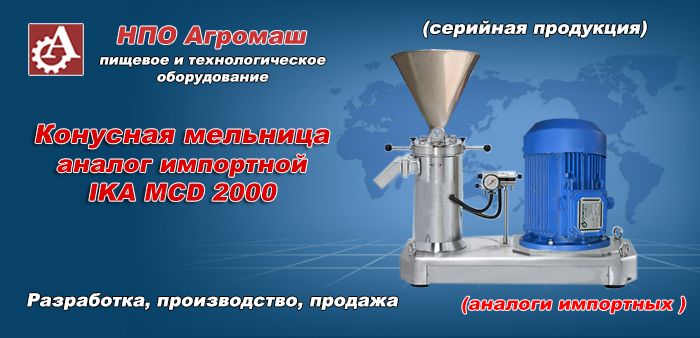 НПО Агромаш
пищевое и технологическое
оборудование
(серийная продукция)
Конусная мельница
аналог импортной
IKA MCD 2000
Разработка, производство, продажа
(аналоги импортных )